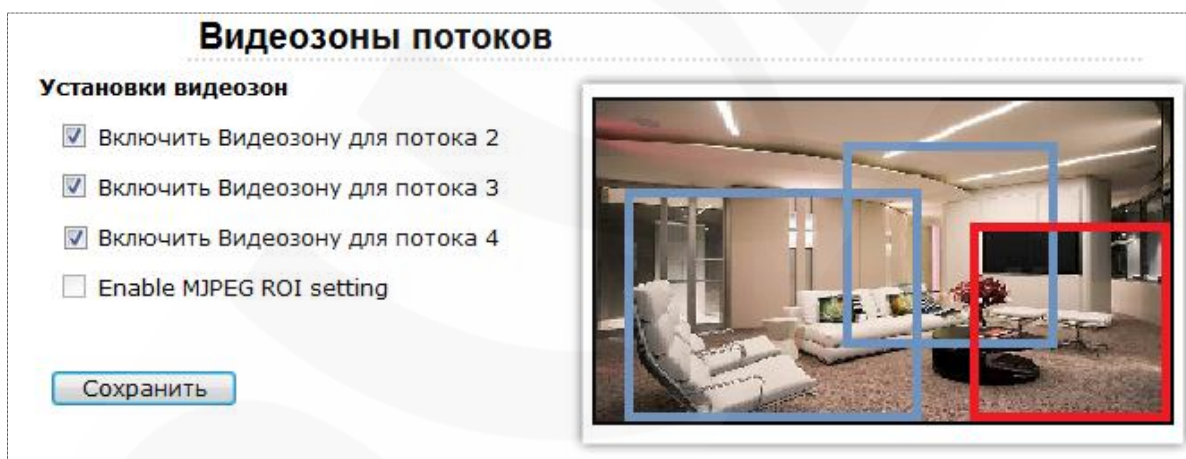 Видеозоны потоков
Установки видеозон
Включить Видеозону для потока 2
Включить Видеозону для потока 3
Включить Видеозону для потока 4
Enable MJPEG ROI setting
Сохранить